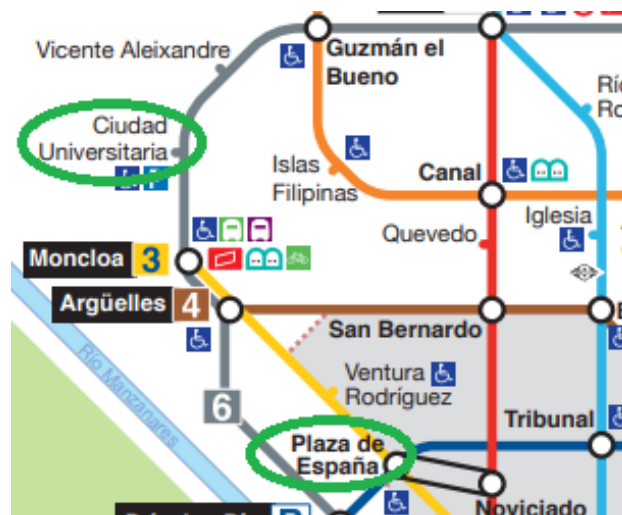 Vicente Aleixandre
Guzmán el
Bueno
Ciudad
Universitaria
Islas
Filipinas
Canal
Iglesia
Quevedo
Moncloa 3
Argüelles 4
San Bernardo
Río Manzanares
Ventura
Rodríguez
6
Tribunal
Plaza de
España
Noviciado